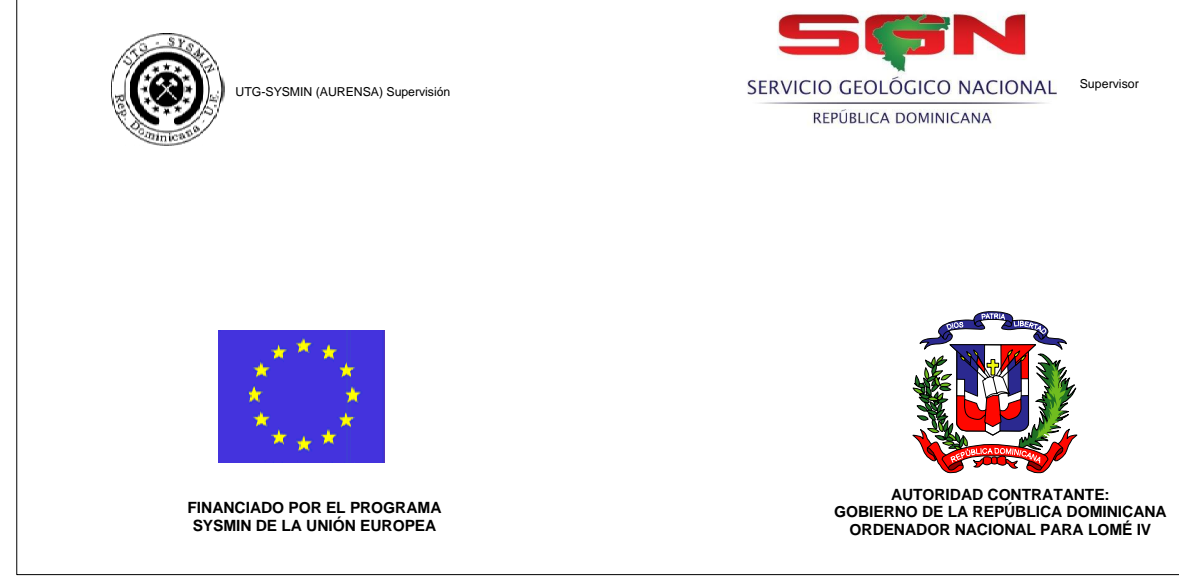 UTG - SYSMIN
Rep. Dominicana - U.E.
UTG-SYSMIN (AURENSA) Supervisión
SGN
SERVICIO GEOLÓGICO NACIONAL
REPÚBLICA DOMINICANA
Supervisor
FINANCIADO POR EL PROGRAMA
SYSMIN DE LA UNIÓN EUROPEA
DIOS PATRIA LIBERTAD
REPÚBLICA DOMINICANA
AUTORIDAD CONTRATANTE:
GOBIERNO DE LA REPÚBLICA DOMINICANA
ORDENADOR NACIONAL PARA LOMÉ IV